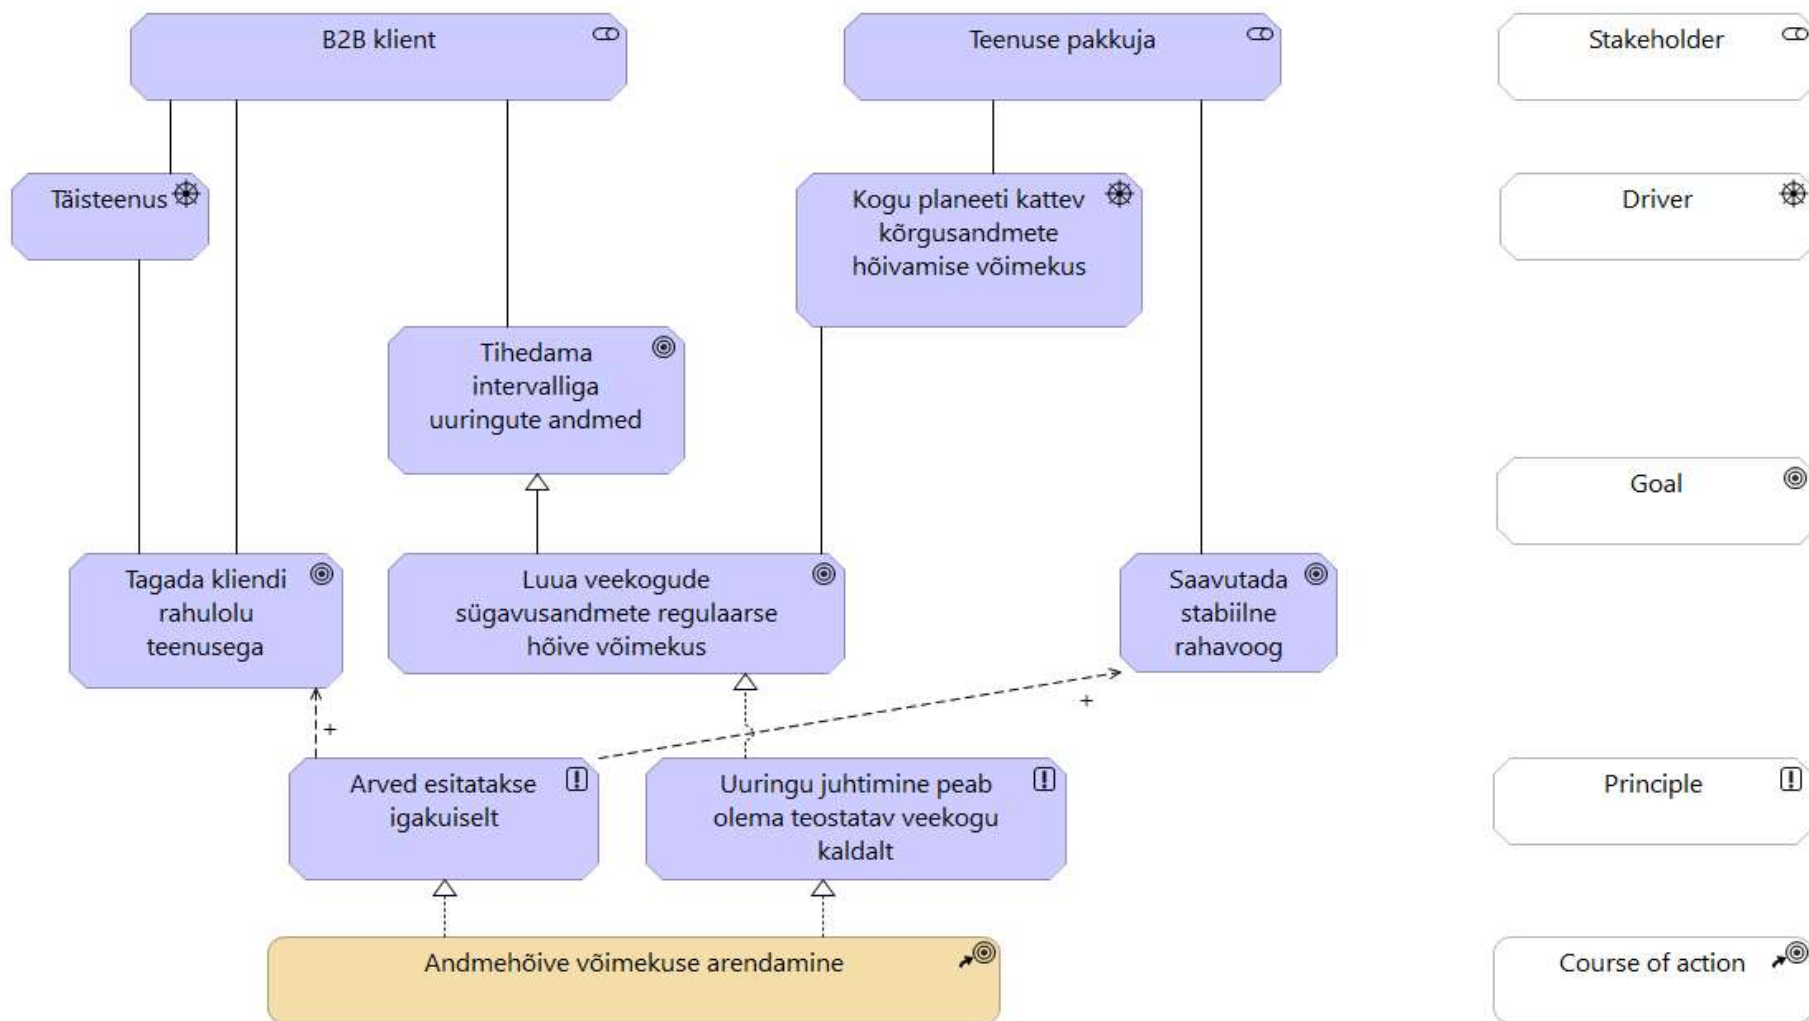 B2B klient
Teenuse pakkuja
Stakeholder
Täisteenus
Kogu planeeti kattev
kõrgusandmete
hõivamise võimekus
Driver
Tihedama
intervalliga
uuringute andmed
Goal
Tagada kliendi
rahulolu
teenusega
Luua veekogude
sügavusandmete regulaarse
hõive võimekus
Saavutada
stabiilne
rahavoog
+
+
Arved esitatakse
igakuiselt
Uuringu juhtimine peab
olema teostatav veekogu
kaldalt
Principle
Andmehõive võimekuse arendamine
Course of action